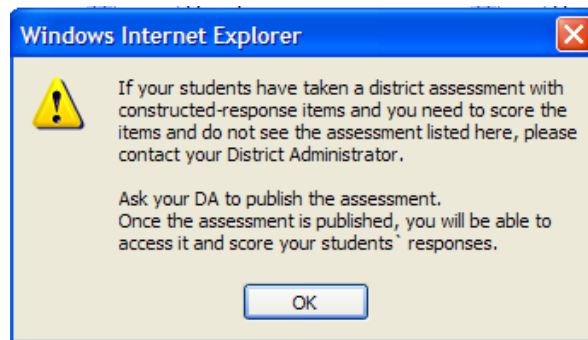 Windows Internet Explorer
If your students have taken a district assessment with
constructed-response items and you need to score the
items and do not see the assessment listed here, please
contact your District Administrator.
Ask your DA to publish the assessment.
Once the assessment is published, you will be able to
access it and score your students` responses.
OK